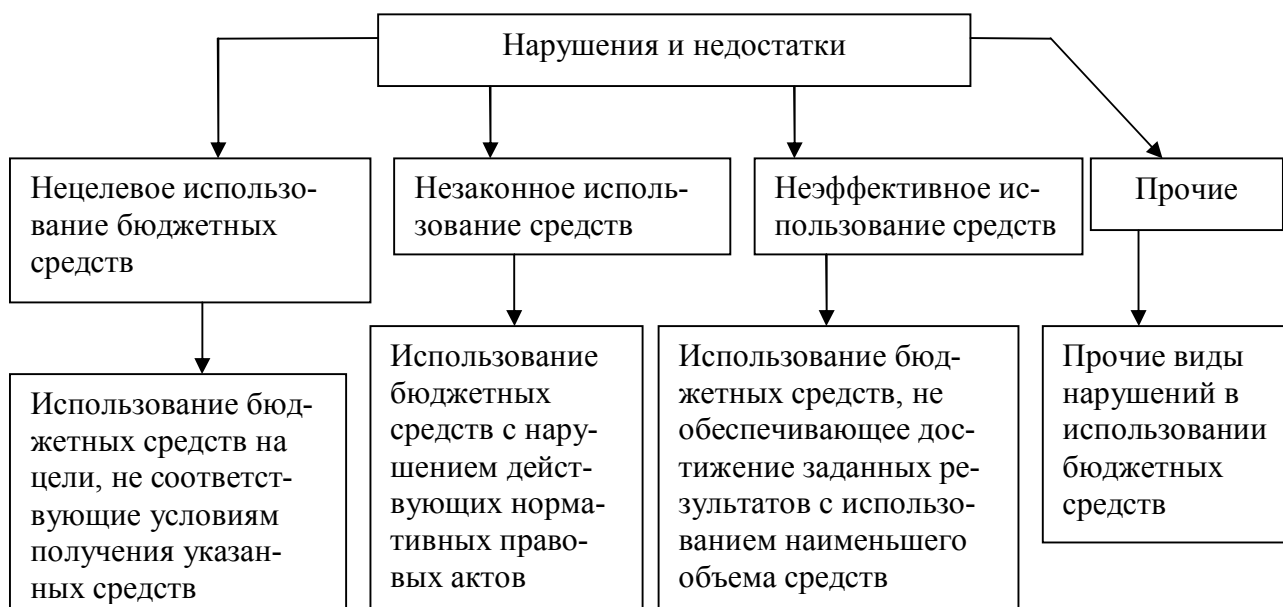 Нарушения и недостатки
Нецелевое использо-
вание бюджетных
средств
Незаконное исполь-
зование средств
Неэффективное ис-
пользование средств
Прочие
Использование бюд-
жетных средств на
цели, не соответст-
вующие условиям
получения указан-
ных средств
Использование
бюджетных
средств с нару-
шением дейст-
вующих норма-
тивных право-
вых актов
Использование бюд-
жетных средств, не
обеспечивающее дос-
тижение заданных ре-
зультатов с использо-
ванием наименьшего
объема средств
Прочие виды
нарушений в
использовании
бюджетных
средств